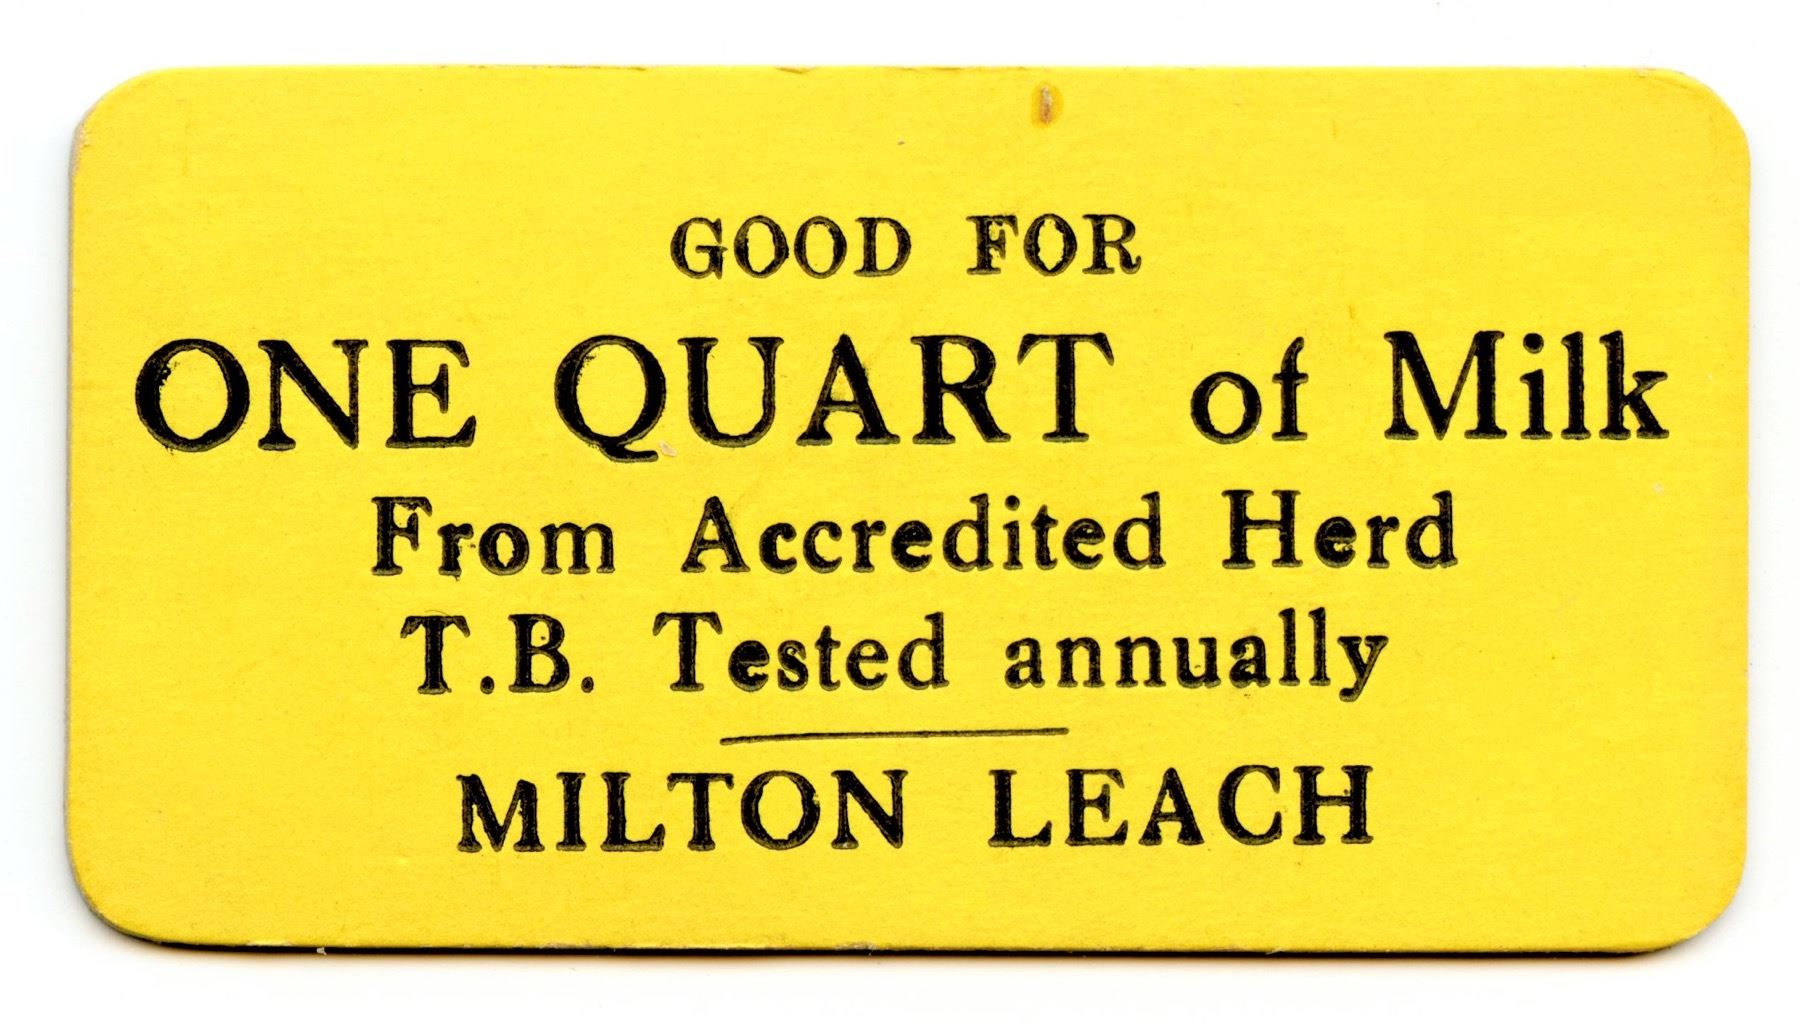 GOOD FOR
ONE QUART of Milk
From Accredited Herd
T.B. Tested annually
MILTON LEACH